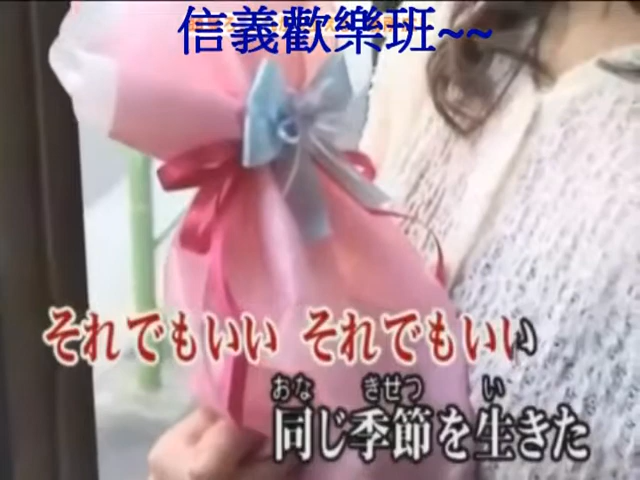 信義歡樂班~~
それでもいい それでもいい
おな きせつ い
同じ季節を生きた